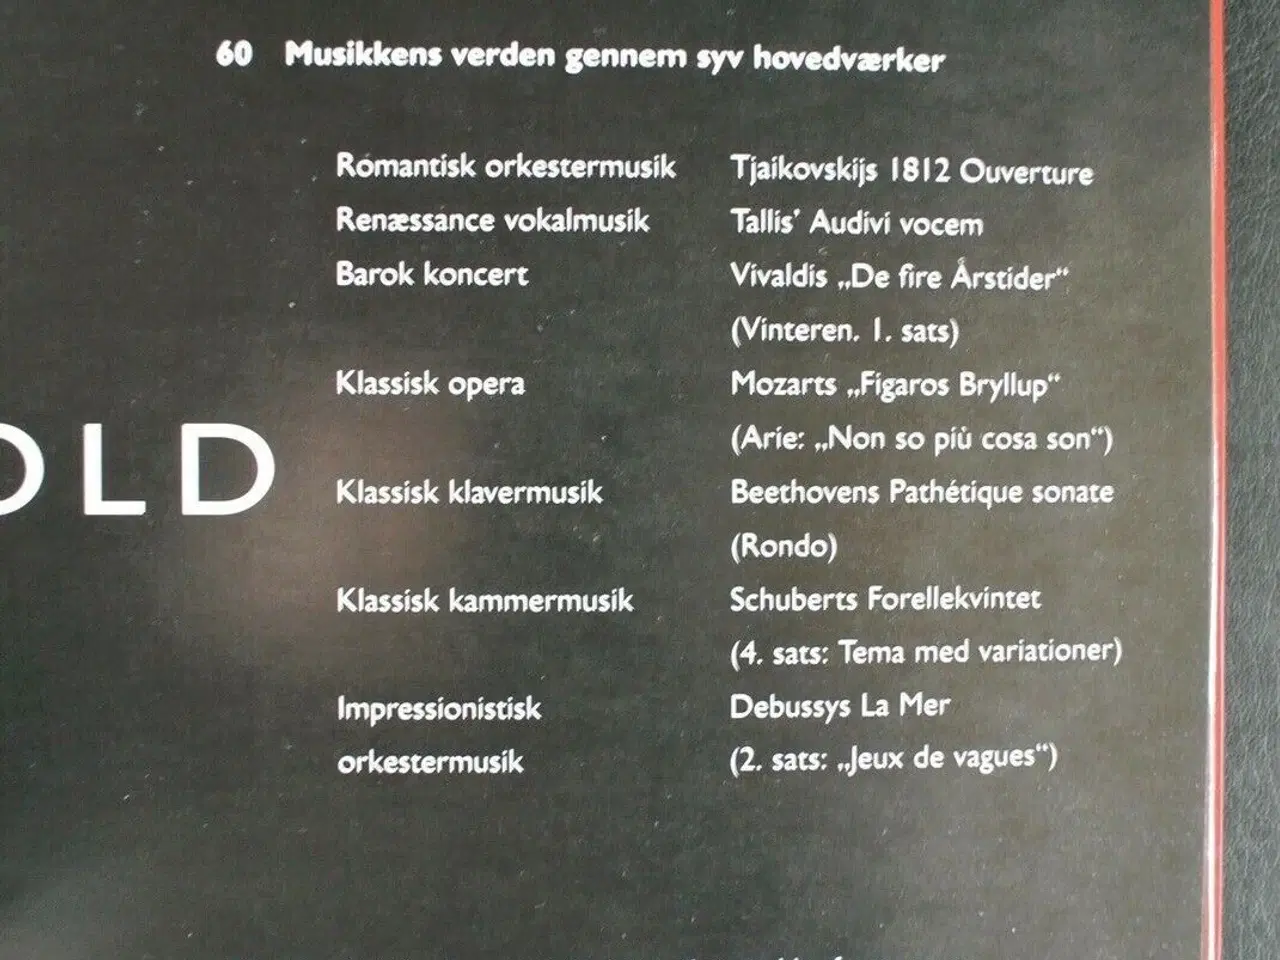 60 Musikkens verden gennem syv hovedværker
Romantisk orkestermusik Tjaikovskijs 1812 Ouverture
Renæssance vokalmusik Tallis' Audivi vocem
Barok koncert Vivaldis „De fire Årstider“
(Vinteren. 1. sats)
Klassisk opera Mozarts „Figaros Bryllup“
(Arie: „Non so più cosa son“)
OLD
Klassisk klavermusik Beethovens Pathétique sonate
(Rondo)
Klassisk kammermusik Schuberts Forellekvintet
(4. sats: Tema med variationer)
Impressionistisk Debussys La Mer
orkestermusik (2. sats: „Jeux de vagues“)